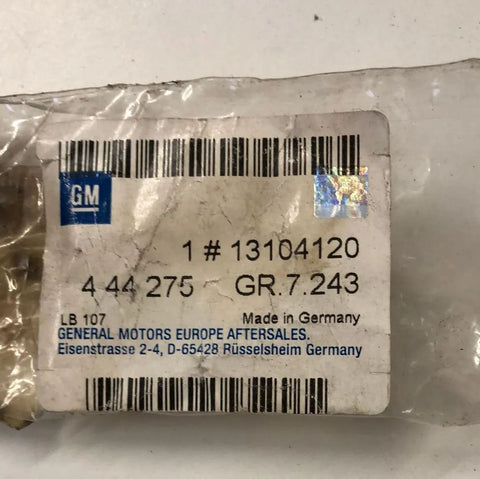 GM
1 # 13104120
4 44 275 GR.7.243
LB 107 Made in Germany
GENERAL MOTORS EUROPE AFTERSALES.
Eisenstrasse 2-4, D-65428 Rüsselsheim Germany